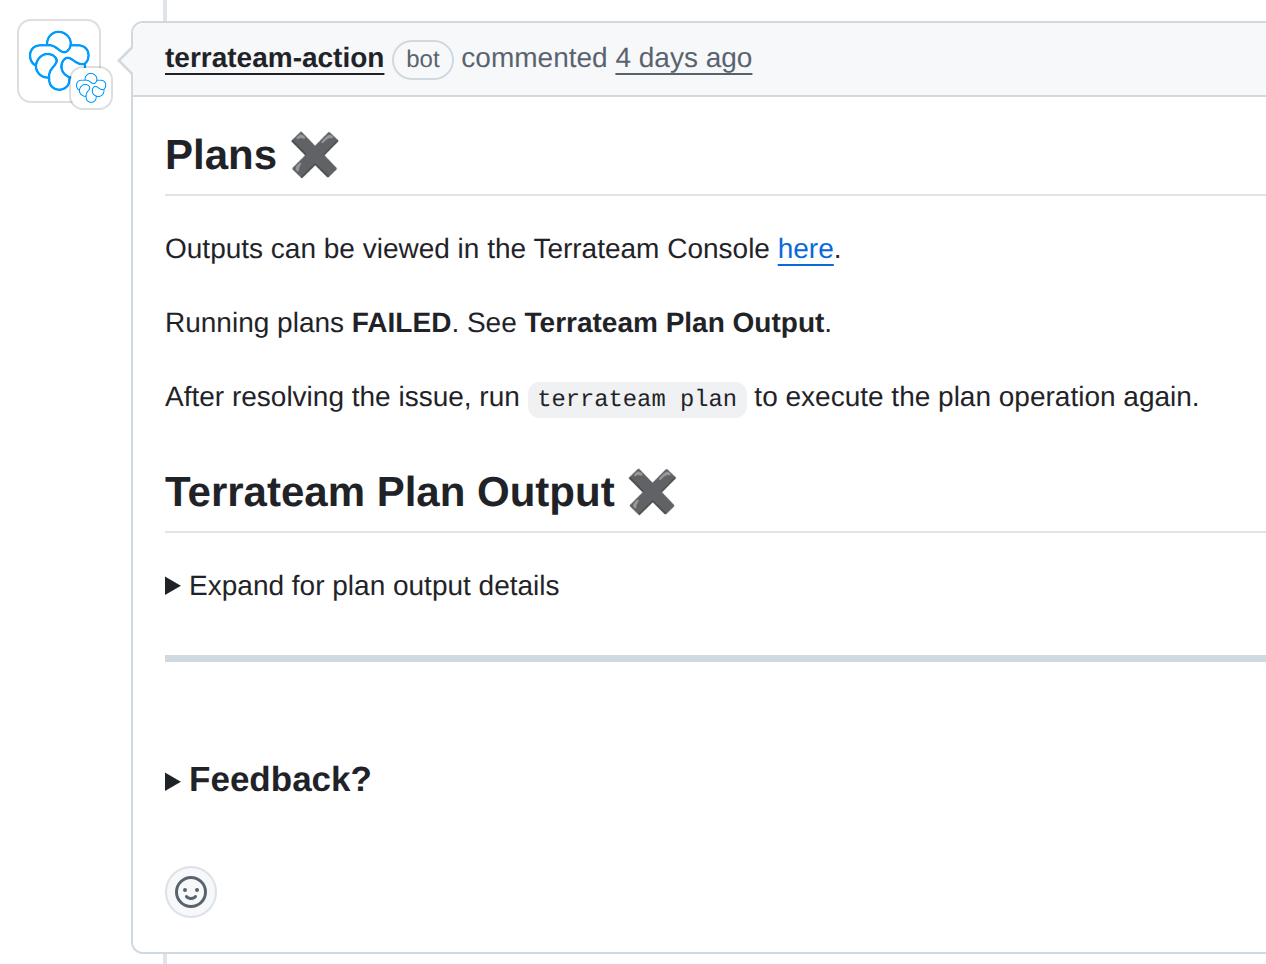 terrateam-action bot commented 4 days ago
Plans ✖
Outputs can be viewed in the Terrateam Console here.
Running plans FAILED. See Terrateam Plan Output.
After resolving the issue, run terrateam plan to execute the plan operation again.
Terrateam Plan Output ✖
Expand for plan output details
Feedback?